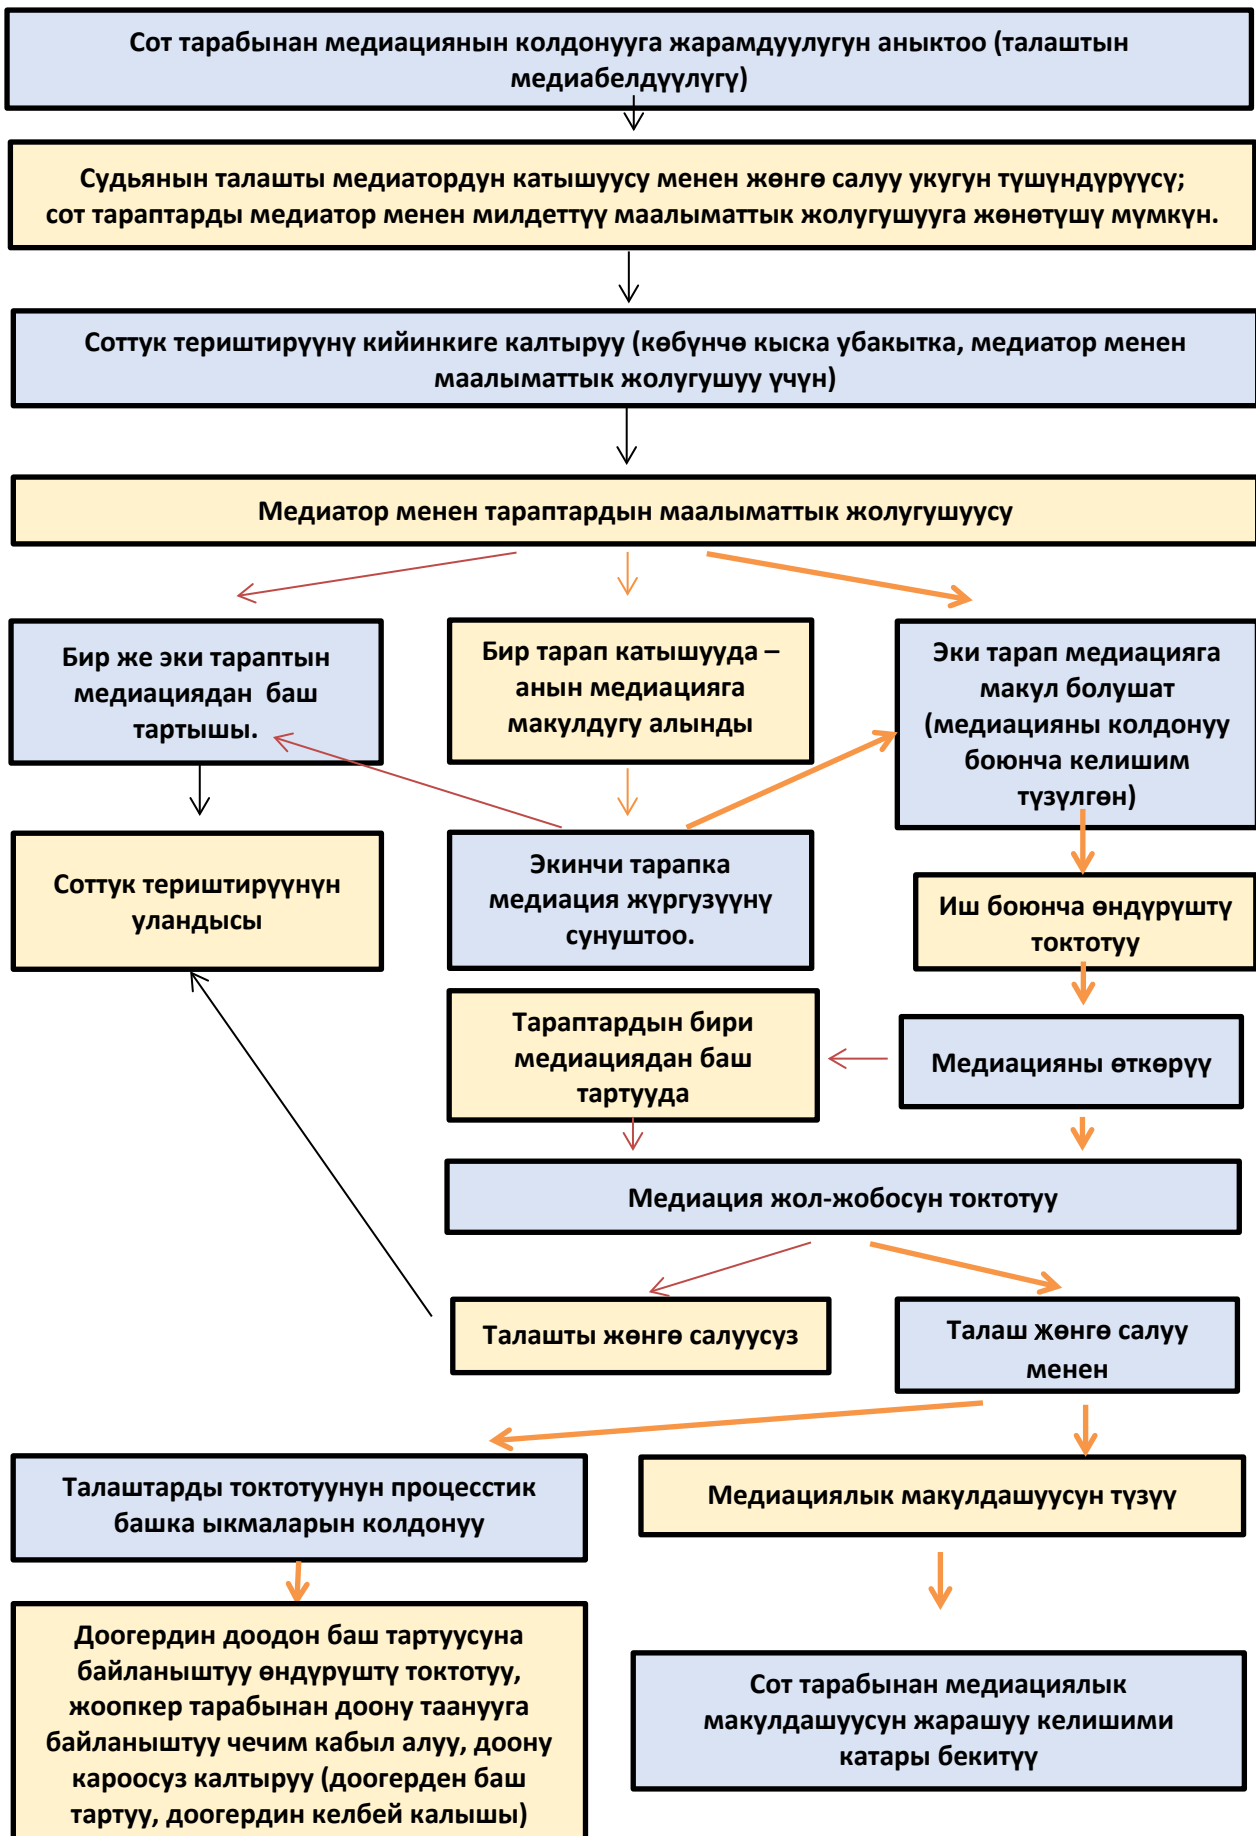 Сот тарабынан медиациянын колдонууга жарамдуулугун аныктоо (талаштын
медиабелдүүлүгү)
Судьянын талашты медиатордун катышуусу менен жөнгө салуу укугун түшүндүрүүсү;
сот тараптарды медиатор менен милдеттүү маалыматтык жолугушууга жөнөтүшү мүмкүн.
Соттук териштирүүнү кийинкиге калтыруу (көбүнчө кыска убакытка, медиатор менен
маалыматтык жолугушуу үчүн)
Медиатор менен тараптардын маалыматтык жолугушуусу
Бир же эки тараптын
медиациядан баш
тартышы.
Бир тарап катышууда –
анын медиацияга
макулдугу алынды
Эки тарап медиацияга
макул болушат
(медиацияны колдонуу
боюнча келишим
түзүлгөн)
Соттук териштирүүнүн
уландысы
Экинчи тарапка
медиация жүргузүүнү
сунуштоо.
Иш боюнча өндүрүштү
токтотуу
Тараптардын бири
медиациядан баш
тартууда
Медиацияны өткөрүү
Медиация жол-жобосун токтотуу
Талашты жөнгө салуусуз
Талаш жөнгө салуу
менен
Талаштарды токтотуунун процесстик
башка ыкмаларын колдонуу
Медиациялык макулдашуусун түзүү
Доогердин доодон баш тартуусуна
байланыштуу өндүрүштү токтотуу,
жоопкер тарабынан доону таанууга
байланыштуу чечим кабыл алуу, доону
кароосуз калтыруу (доогерден баш
тартуу, доогердин келбей калышы)
Сот тарабынан медиациялык
макулдашуусун жарашуу келишими
катары бекитүү